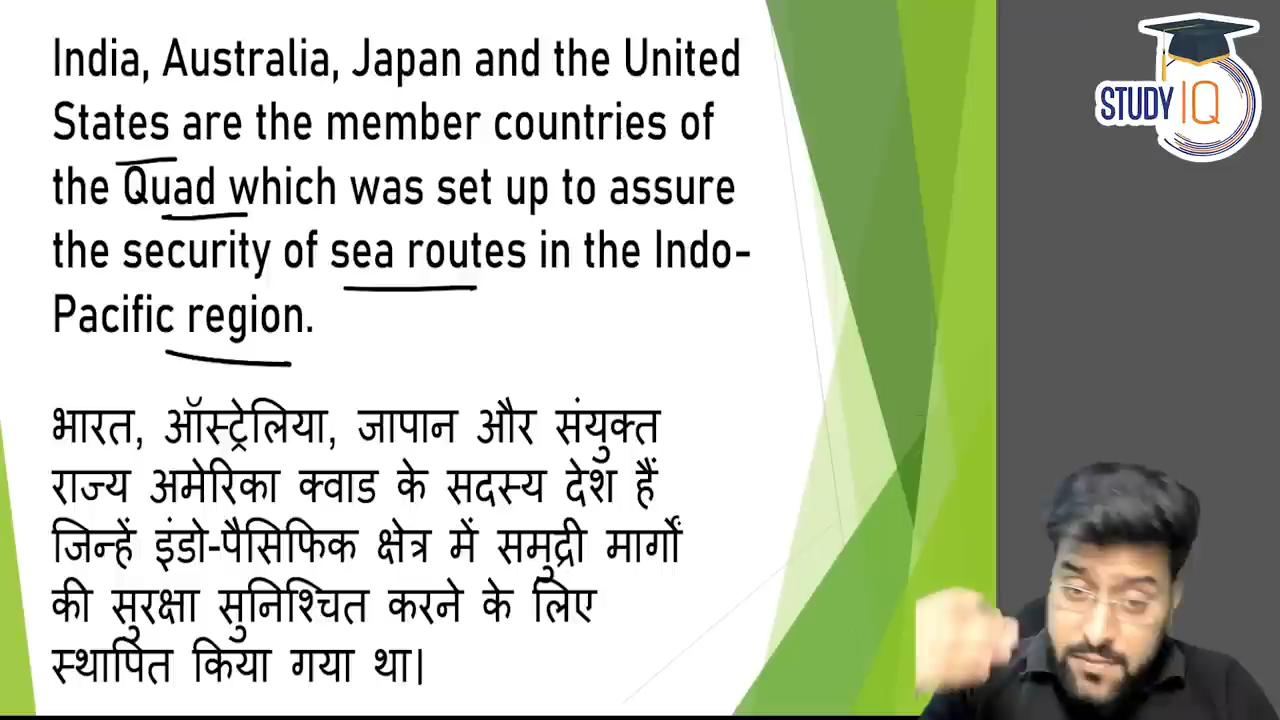 India, Australia, Japan and the United
States are the member countries of
the Quad which was set up to assure
the security of sea routes in the Indo-
Pacific region.
भारत, ऑस्ट्रेलिया, जापान और संयुक्त
राज्य अमेरिका क्वाड के सदस्य देश हैं
जिन्हें इंडो-पैसिफिक क्षेत्र में समुद्री मार्गों
की सुरक्षा सुनिश्चित करने के लिए
स्थापित किया गया था।
STUDY IQ